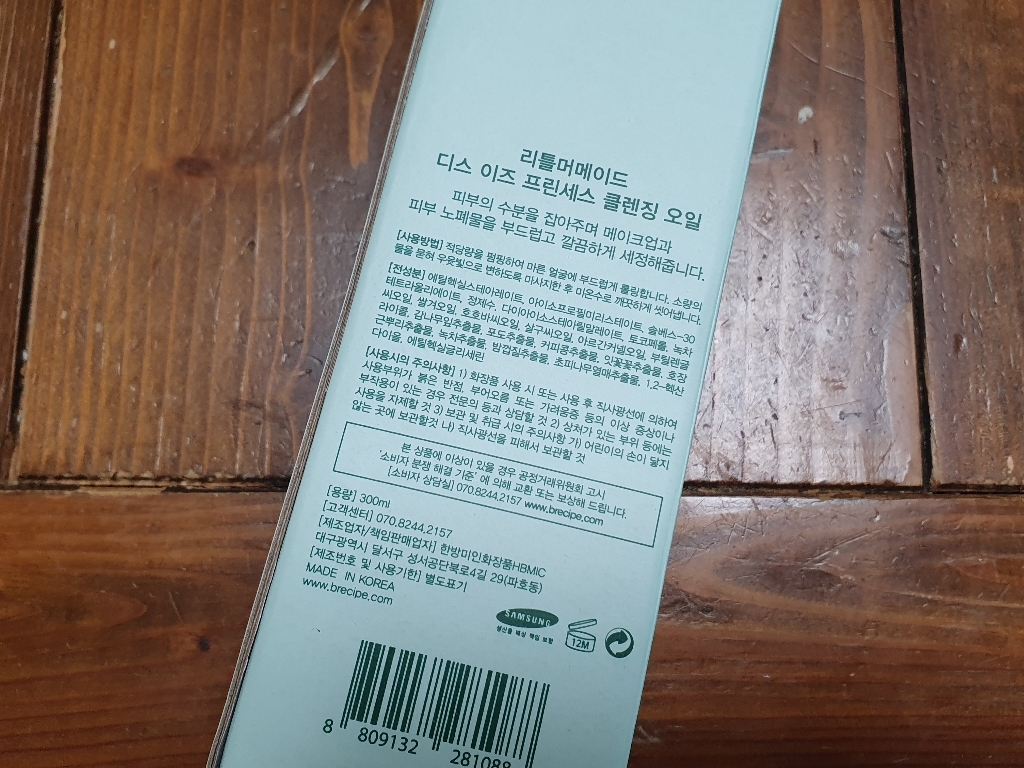 리틀머메이드
디스 이즈 프린세스 클렌징 오일
피부의 수분을 잡아주며 메이크업과
피부 노폐물을 부드럽고 깔끔하게 세정해줍니다.
[사용방법] 적당량을 펌핑하여 마른 얼굴에 부드럽게 롤링합니다. 소량의
물을 묻혀 우윳빛으로 변하도록 마사지한 후 미온수로 깨끗하게 씻어냅니다.
[전성분] 에틸헥실스테아레이트, 아이소프로필미리스테이트, 솔베스-30
테트라올리에이트, 정제수, 다이아이소스테아릴말레이트, 토코페롤, 녹차
씨오일, 쌀겨오일, 호호바씨오일, 살구씨오일, 아르간커넬오일, 부틸렌글
라이콜, 감나무잎추출물, 포도추출물, 커피콩추출물, 잇꽃꽃추출물, 호장
근뿌리추출물, 녹차추출물, 밤껍질추출물, 초피나무열매추출물, 1,2-헥산
다이올, 에틸헥실글리세린
[사용시의 주의사항] 1) 화장품 사용 시 또는 사용 후 직사광선에 의하여
사용부위가 붉은 반점, 부어오름 또는 가려움증 등의 이상 증상이나
부작용이 있는 경우 전문의 등과 상담할 것 2) 상처가 있는 부위 등에는
사용을 자제할 것 3) 보관 및 취급 시의 주의사항 가) 어린이의 손이 닿지
않는 곳에 보관할것 나) 직사광선을 피해서 보관할 것
본 상품에 이상이 있을 경우 공정거래위원회 고시
'소비자 분쟁 해결 기준' 에 의해 교환 또는 보상해 드립니다.
[소비자 상담실] 070.8244.2157 www.brecipe.com
[용량] 300ml
[고객센터] 070.8244.2157
[제조업자/책임판매업자] 한방미인화장품HBMIC
대구광역시 달서구 성서공단북로4길 29(파호동)
[제조번호 및 사용기한] 별도표기
MADE IN KOREA
www.brecipe.com
SAMSUNG
생산물 배상 책임 보험
12M
8 809132 281088